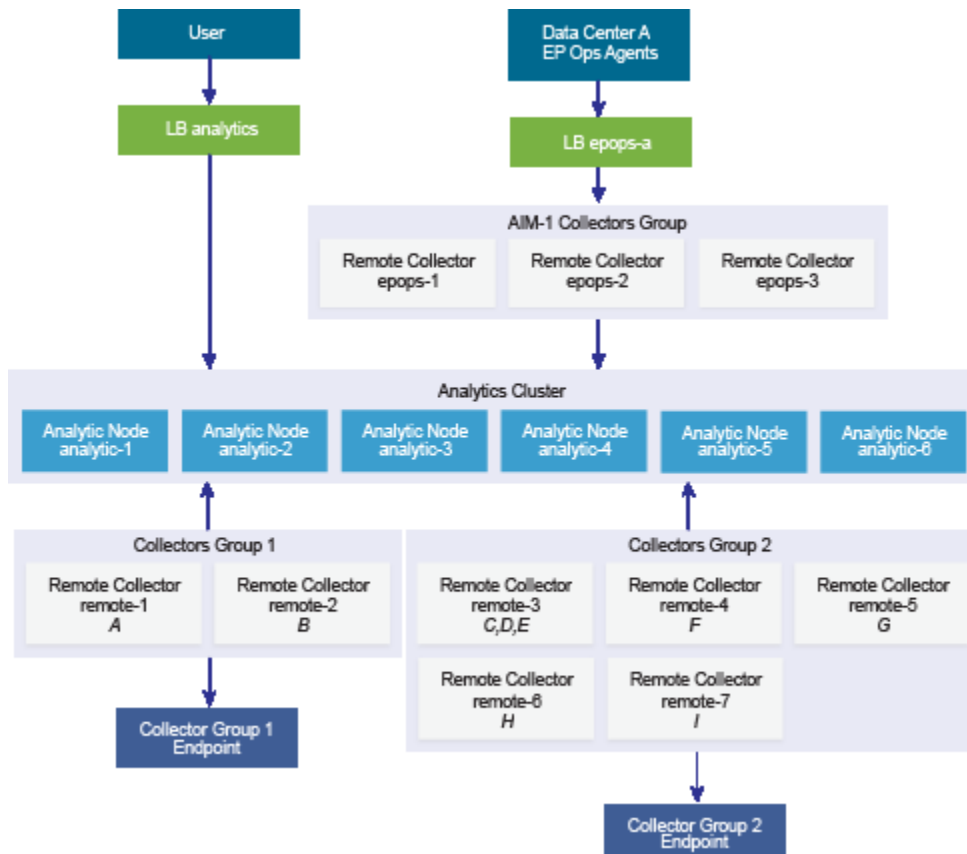 User
Data Center A
EP Ops Agents
LB analytics
LB epops-a
AIM-1 Collectors Group
Remote Collector
epops-1
Remote Collector
epops-2
Remote Collector
epops-3
Analytics Cluster
Analytic Node
analytic-1
Analytic Node
analytic-2
Analytic Node
analytic-3
Analytic Node
analytic-4
Analytic Node
analytic-5
Analytic Node
analytic-6
Collectors Group 1
Remote Collector
remote-1
A
Remote Collector
remote-2
B
Collector Group 1
Endpoint
Collectors Group 2
Remote Collector
remote-3
C,D,E
Remote Collector
remote-4
F
Remote Collector
remote-5
G
Remote Collector
remote-6
H
Remote Collector
remote-7
I
Collector Group 2
Endpoint